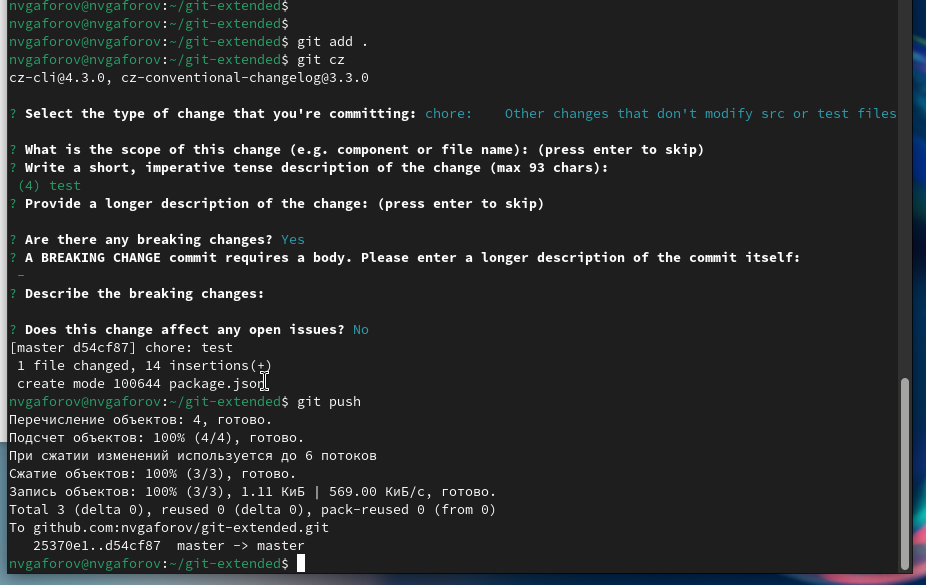 nvgaforov@nvgaforov:~/git-extended$
nvgaforov@nvgaforov:~/git-extended$
nvgaforov@nvgaforov:~/git-extended$ git add .
nvgaforov@nvgaforov:~/git-extended$ git cz
cz-cli@4.3.0, cz-conventional-changelog@3.3.0
? Select the type of change that you're committing: chore:    Other changes that don't modify src or test files
? What is the scope of this change (e.g. component or file name): (press enter to skip)
? Write a short, imperative tense description of the change (max 93 chars):
 (4) test
? Provide a longer description of the change: (press enter to skip)
? Are there any breaking changes? Yes
? A BREAKING CHANGE commit requires a body. Please enter a longer description of the commit itself:
 –
? Describe the breaking changes:
? Does this change affect any open issues? No
[master d54cf87] chore: test
 1 file changed, 14 insertions(+)
 create mode 100644 package.json
nvgaforov@nvgaforov:~/git-extended$ git push
Перечисление объектов: 4, готово.
Подсчет объектов: 100% (4/4), готово.
При сжатии изменений используется до 6 потоков
Сжатие объектов: 100% (3/3), готово.
Запись объектов: 100% (3/3), 1.11 КиБ | 569.00 КиБ/с, готово.
Total 3 (delta 0), reused 0 (delta 0), pack-reused 0 (from 0)
To github.com:nvgaforov/git-extended.git
   25370e1..d54cf87  master -> master
nvgaforov@nvgaforov:~/git-extended$